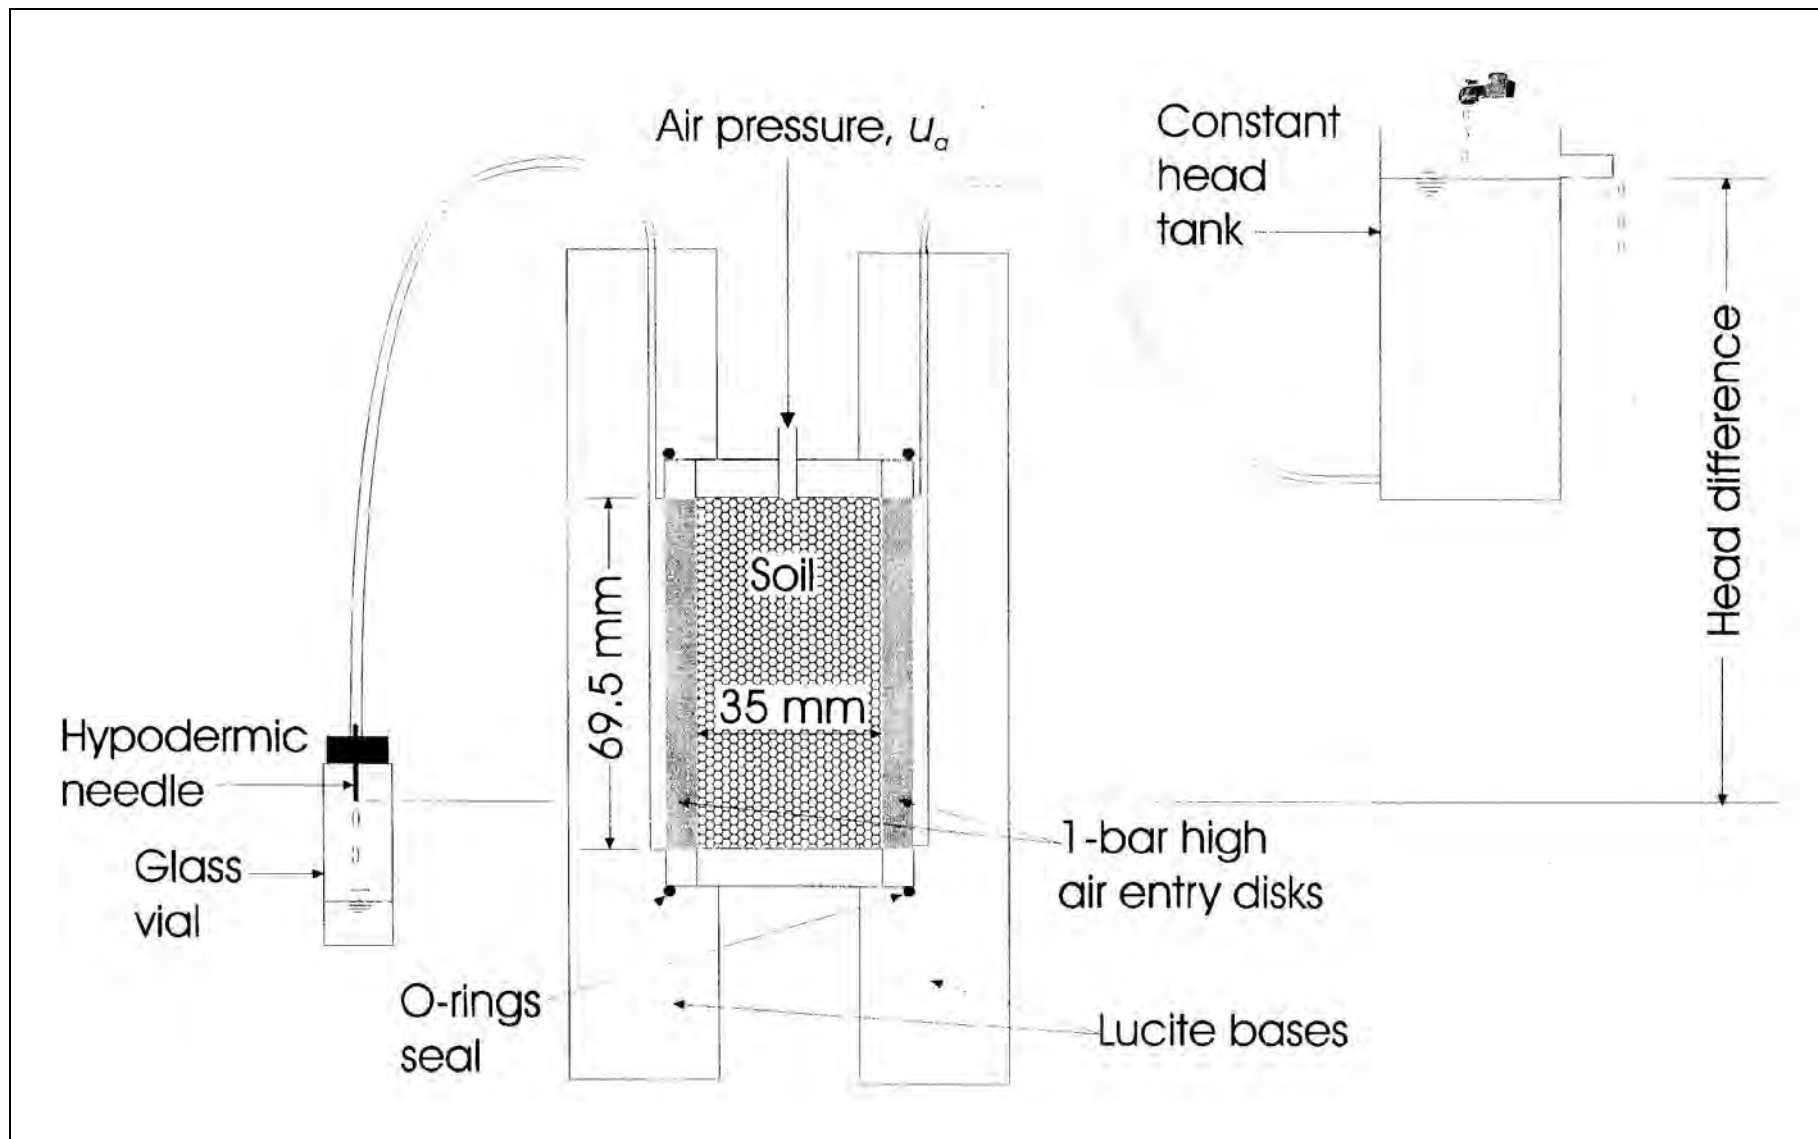 Air pressure, u_a
Constant
head
tank
Head difference
Soil
69.5 mm
35 mm
Hypodermic
needle
Glass
vial
1-bar high
air entry disks
O-rings
seal
Lucite bases